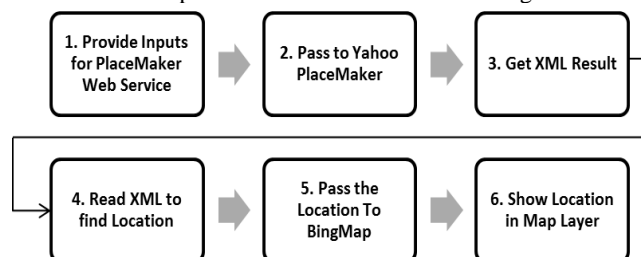 1. Provide Inputs
for PlaceMaker
Web Service
2. Pass to Yahoo
PlaceMaker
3. Get XML Result
4. Read XML to
find Location
5. Pass the
Location To
BingMap
6. Show Location
in Map Layer